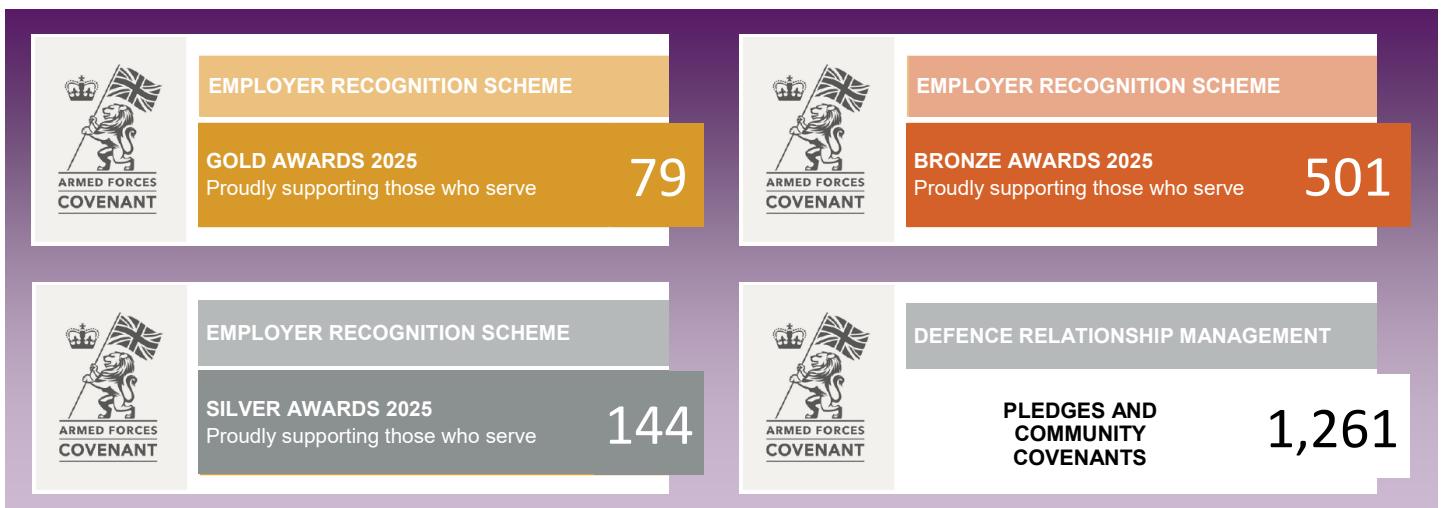 ARMED FORCES
COVENANT
EMPLOYER RECOGNITION SCHEME
GOLD AWARDS 2025
Proudly supporting those who serve
79
ARMED FORCES
COVENANT
EMPLOYER RECOGNITION SCHEME
BRONZE AWARDS 2025
Proudly supporting those who serve
501
ARMED FORCES
COVENANT
EMPLOYER RECOGNITION SCHEME
SILVER AWARDS 2025
Proudly supporting those who serve
144
ARMED FORCES
COVENANT
DEFENCE RELATIONSHIP MANAGEMENT
PLEDGES AND
COMMUNITY
COVENANTS
1,261